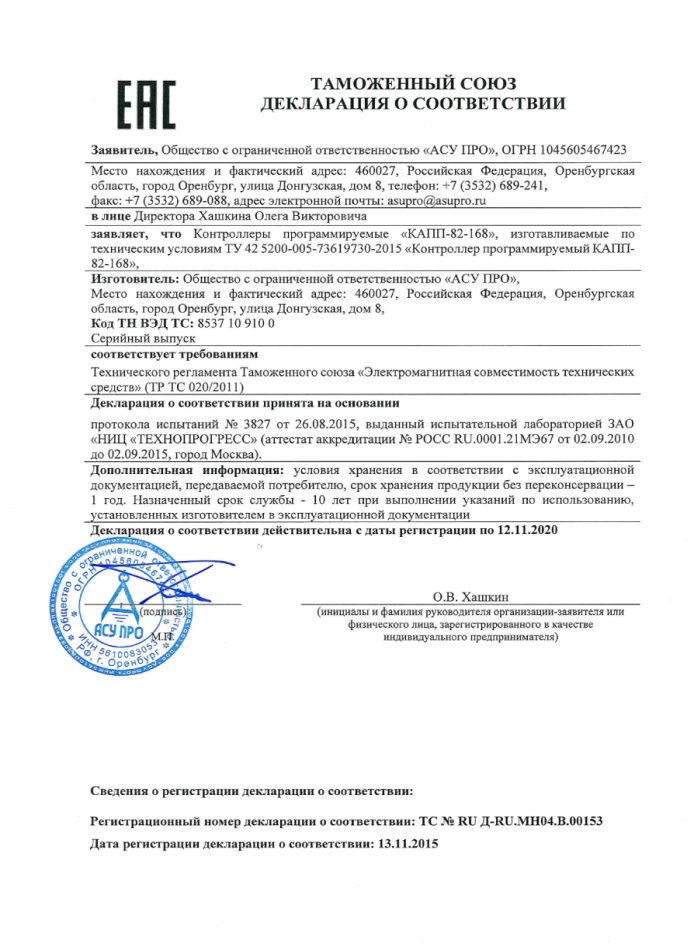 ЕАС
ТАМОЖЕННЫЙ СОЮЗ
ДЕКЛАРАЦИЯ О СООТВЕТСТВИИ
Заявитель, Общество с ограниченной ответственностью «АСУ ПРО», ОГРН 1045605467423
Место нахождения и фактический адрес: 460027, Российская Федерация, Оренбургская
область, город Оренбург, улица Донгузская, дом 8, телефон: +7 (3532) 689-241,
факс: +7 (3532) 689-088, адрес электронной почты: asupro@asupro.ru
в лице Директора Хашкина Олега Викторовича
заявляет, что Контроллеры программируемые «КАПП-82-168», изготавливаемые по
техническим условиям ТУ 42 5200-005-73619730-2015 «Контроллер программируемый КАПП-
82-168»,
Изготовитель: Общество с ограниченной ответственностью «АСУ ПРО»,
Место нахождения и фактический адрес: 460027, Российская Федерация, Оренбургская
область, город Оренбург, улица Донгузская, дом 8,
Код ТН ВЭД ТС: 8537 10 910 0
Серийный выпуск
соответствует требованиям
Технического регламента Таможенного союза «Электромагнитная совместимость технических
средств» (ТР ТС 020/2011)
Декларация о соответствии принята на основании
протокола испытаний № 3827 от 26.08.2015, выданный испытательной лабораторией ЗАО
«НИЦ «ТЕХНОПРОГРЕСС» (аттестат аккредитации № РОСС RU.0001.21МЭ67 от 02.09.2010
до 02.09.2015, город Москва).
Дополнительная информация: условия хранения в соответствии с эксплуатационной
документацией, передаваемой потребителю, срок хранения продукции без переконсервации –
1 год. Назначенный срок службы - 10 лет при выполнении указаний по использованию,
установленных изготовителем в эксплуатационной документации
Декларация о соответствии действительна с даты регистрации по 12.11.2020
Общество с ограниченной ответственностью
ОГРН 1045605467423
АСУ ПРО
ИНН 5610083053
РФ, г. Оренбург
(подпись)
М.П.
О.В. Хашкин
(инициалы и фамилия руководителя организации-заявителя или
физического лица, зарегистрированного в качестве
индивидуального предпринимателя)
Сведения о регистрации декларации о соответствии:
Регистрационный номер декларации о соответствии: ТС № RU Д-RU.МН04.В.00153
Дата регистрации декларации о соответствии: 13.11.2015